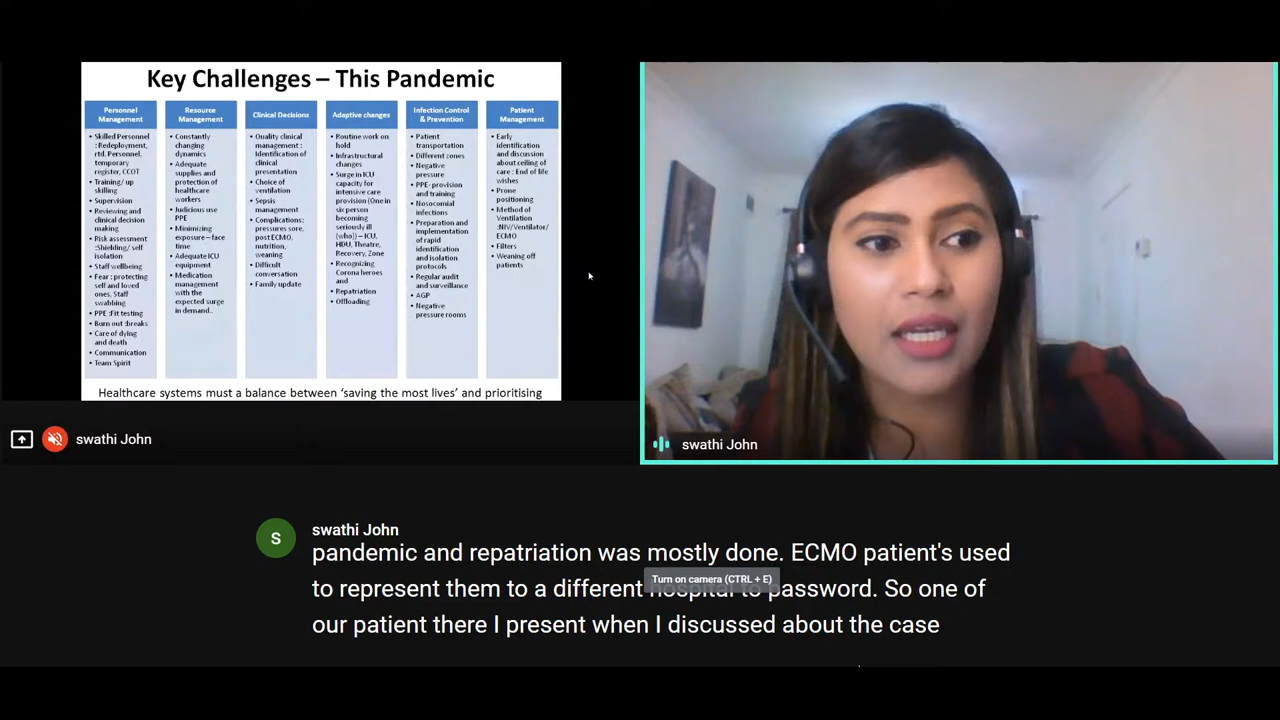 Key Challenges – This Pandemic
Personnel
Management
• Skilled Personnel
: Redeployment,
rtd. Personnel,
temporary
register, CCOT
• Training/ up
skilling
• Supervision
• Reviewing and
clinical decision
making
• Risk assessment
:Shielding/ self
isolation
• Staff wellbeing
• Fear : protecting
self and loved
ones, Staff
swabbing
• PPE :Fit testing
• Burn out :breaks
• Care of dying
and death
• Communication
• Team Spirit
Resource
Management
• Constantly
changing
dynamics
• Adequate
supplies and
protection of
healthcare
workers
• Judicious use
PPE
• Minimizing
exposure – face
time
• Adequate ICU
equipment
• Medication
management
with the
expected surge
in demand..
Clinical Decisions
• Quality clinical
management :
Identification of
clinical
presentation
• Choice of
ventilation
• Sepsis
management
• Complications:
pressures sore,
post ECMO,
nutrition,
weaning
• Difficult
conversation
• Family update
Adaptive changes
• Routine work on
hold
• Infrastructural
changes
• Surge in ICU
capacity for
intensive care
provision (One in
six person
becoming
seriously ill
(who)) – ICU,
HDU, Theatre,
Recovery, Zone
• Recognizing
Corona heroes
and
• Repatriation
• Offloading
Infection Control
& Prevention
• Patient
transportation
• Different zones
• Negative
pressure
• PPE- provision
and training
• Nosocomial
infections
• Preparation and
implementation
of rapid
identification
and isolation
protocols
• Regular audit
and surveillance
• AGP
• Negative
pressure rooms
Patient
Management
• Early
identification
and discussion
about ceiling of
care : End of life
wishes
• Prone
positioning
• Method of
Ventilation
:NIV/Ventilator/
ECMO
• Filters
• Weaning off
patients
Healthcare systems must a balance between ‘saving the most lives’ and prioritising
swathi John
swathi John
S
swathi John
pandemic and repatriation was mostly done. ECMO patient's used
Turn on camera (CTRL + E)
to represent them to a different hospital to password. So one of
our patient there I present when I discussed about the case